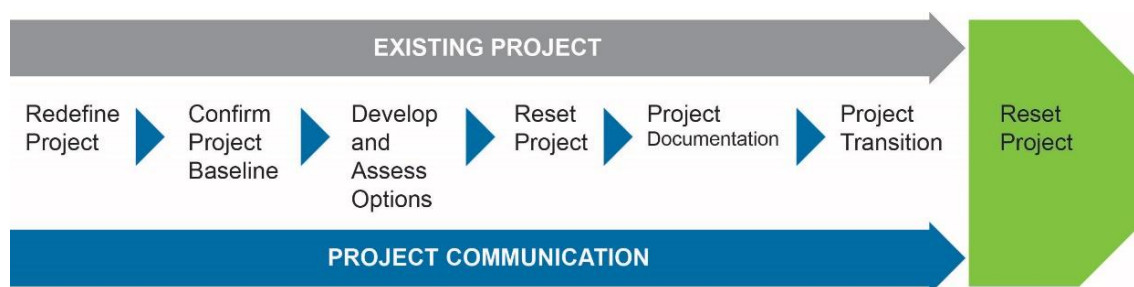 EXISTING PROJECT
Redefine
Project
Confirm
Project
Baseline
Develop
and
Assess
Options
Reset
Project
Project
Documentation
Project
Transition
Reset
Project
PROJECT COMMUNICATION